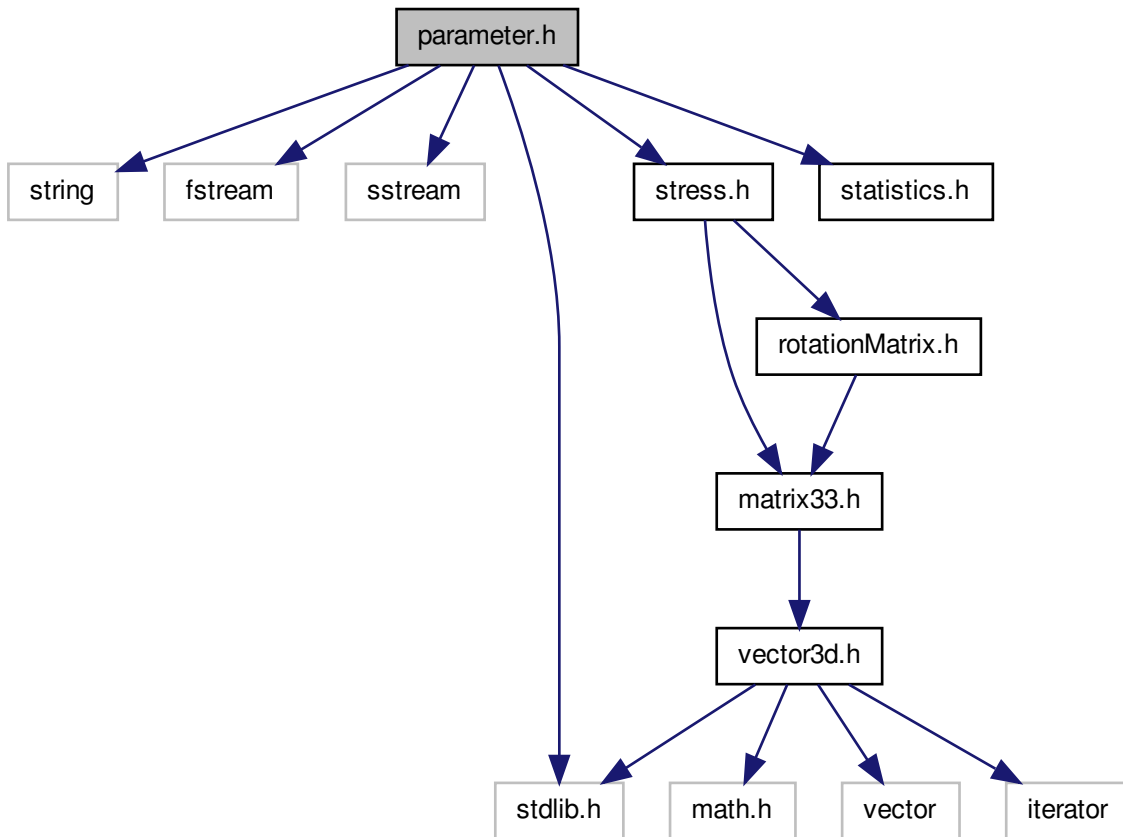 parameter.h
string
fstream
sstream
stress.h
statistics.h
rotationMatrix.h
matrix33.h
vector3d.h
stdlib.h
math.h
vector
iterator